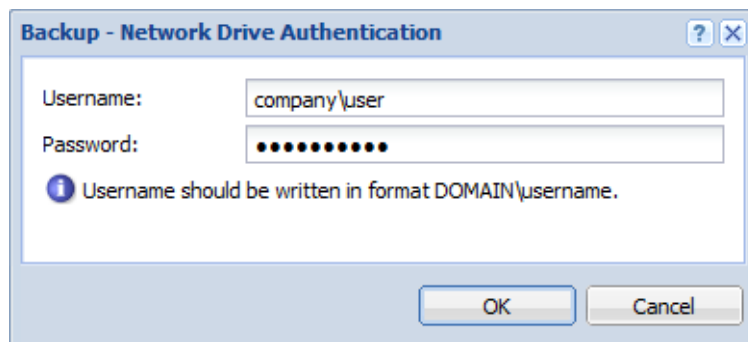 Backup - Network Drive Authentication
?
Username: company\user
Password: ••••••••••
Username should be written in format DOMAIN\username.
OK Cancel